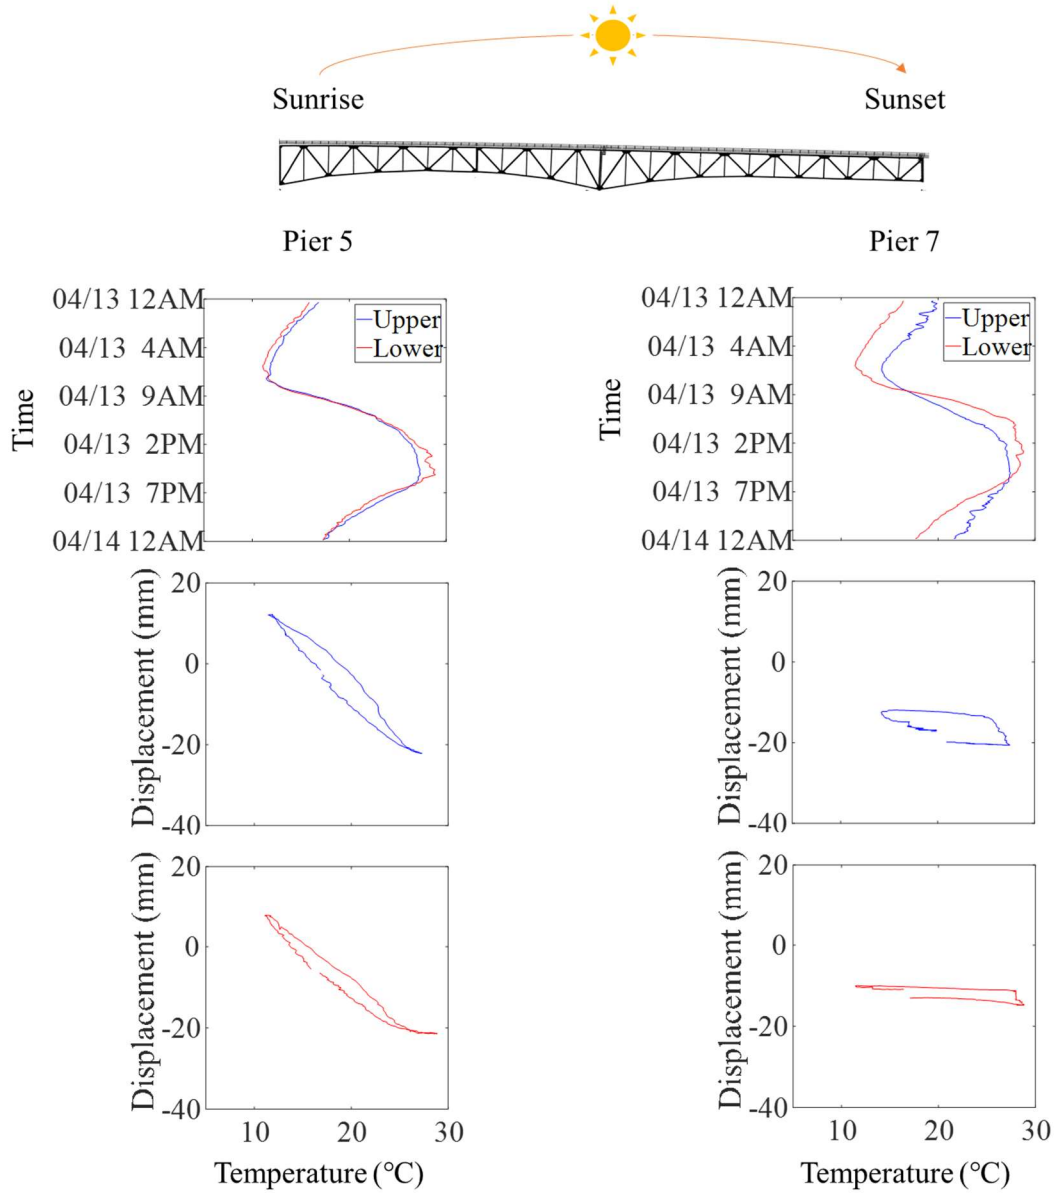 Sunrise
Sunset
Pier 5
Pier 7
Time
04/13 12AM
04/13 4AM
04/13 9AM
04/13 2PM
04/13 7PM
04/14 12AM
Upper
Lower
Time
04/13 12AM
04/13 4AM
04/13 9AM
04/13 2PM
04/13 7PM
04/14 12AM
Upper
Lower
Displacement (mm)
20
0
-20
-40
Displacement (mm)
20
0
-20
-40
Displacement (mm)
20
0
-20
-40
10 20 30
Temperature (°C)
Displacement (mm)
20
0
-20
-40
10 20 30
Temperature (°C)